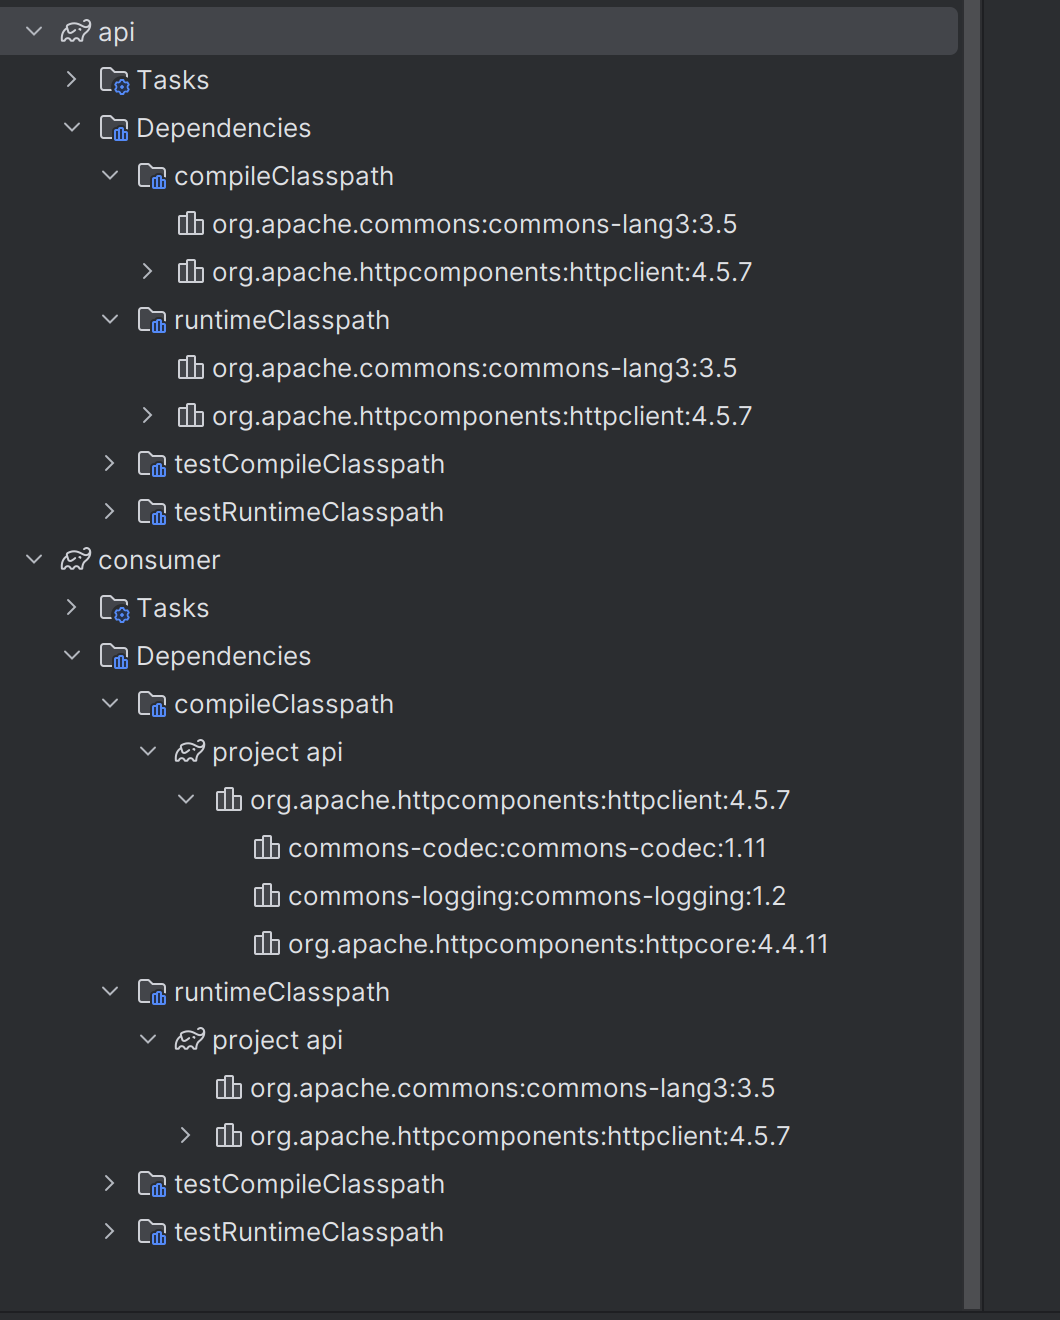 api
Tasks
Dependencies
compileClasspath
org.apache.commons:commons-lang3:3.5
org.apache.httpcomponents:httpclient:4.5.7
runtimeClasspath
org.apache.commons:commons-lang3:3.5
org.apache.httpcomponents:httpclient:4.5.7
testCompileClasspath
testRuntimeClasspath
consumer
Tasks
Dependencies
compileClasspath
project api
org.apache.httpcomponents:httpclient:4.5.7
commons-codec:commons-codec:1.11
commons-logging:commons-logging:1.2
org.apache.httpcomponents:httpcore:4.4.11
runtimeClasspath
project api
org.apache.commons:commons-lang3:3.5
org.apache.httpcomponents:httpclient:4.5.7
testCompileClasspath
testRuntimeClasspath